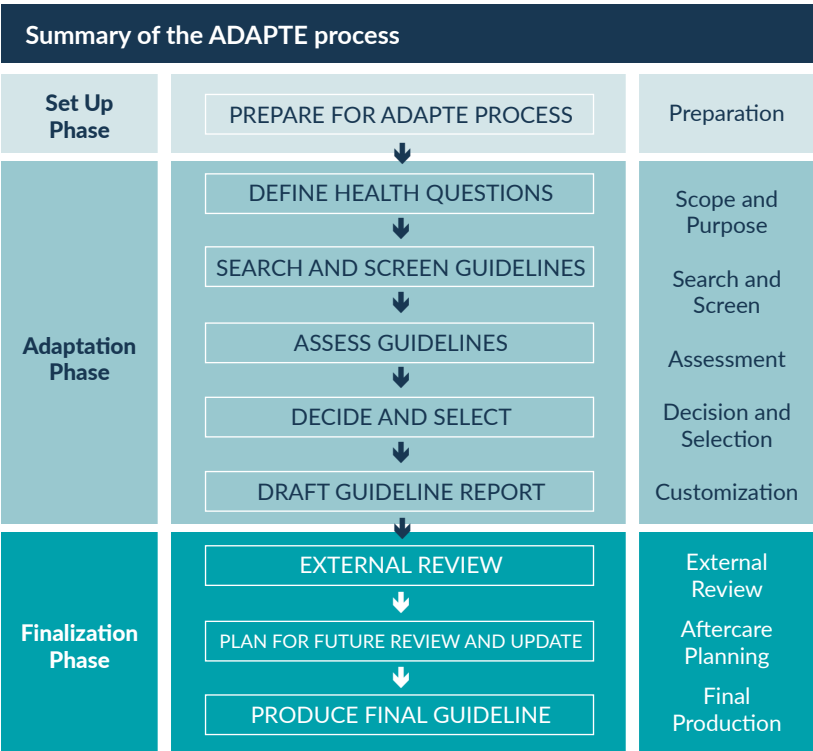 Summary of the ADAPTE process
Set Up
Phase
PREPARE FOR ADAPTE PROCESS
Preparation
Adaptation
Phase
DEFINE HEALTH QUESTIONS
SEARCH AND SCREEN GUIDELINES
ASSESS GUIDELINES
DECIDE AND SELECT
DRAFT GUIDELINE REPORT
Scope and
Purpose
Search and
Screen
Assessment
Decision and
Selection
Customization
Finalization
Phase
EXTERNAL REVIEW
PLAN FOR FUTURE REVIEW AND UPDATE
PRODUCE FINAL GUIDELINE
External
Review
Aftercare
Planning
Final
Production